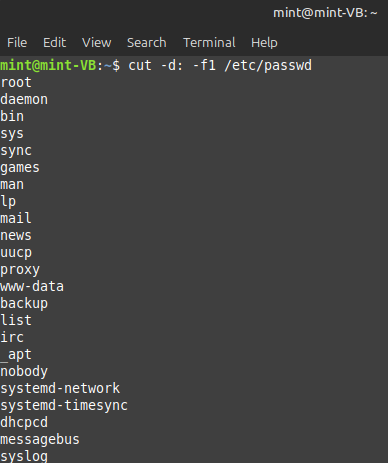 mint@mint-VB: ~
File Edit View Search Terminal Help
mint@mint-VB:~$ cut -d: -f1 /etc/passwd
root
daemon
bin
sys
sync
games
man
lp
mail
news
uucp
proxy
www-data
backup
list
irc
_apt
nobody
systemd-network
systemd-timesync
dhcpcd
messagebus
syslog